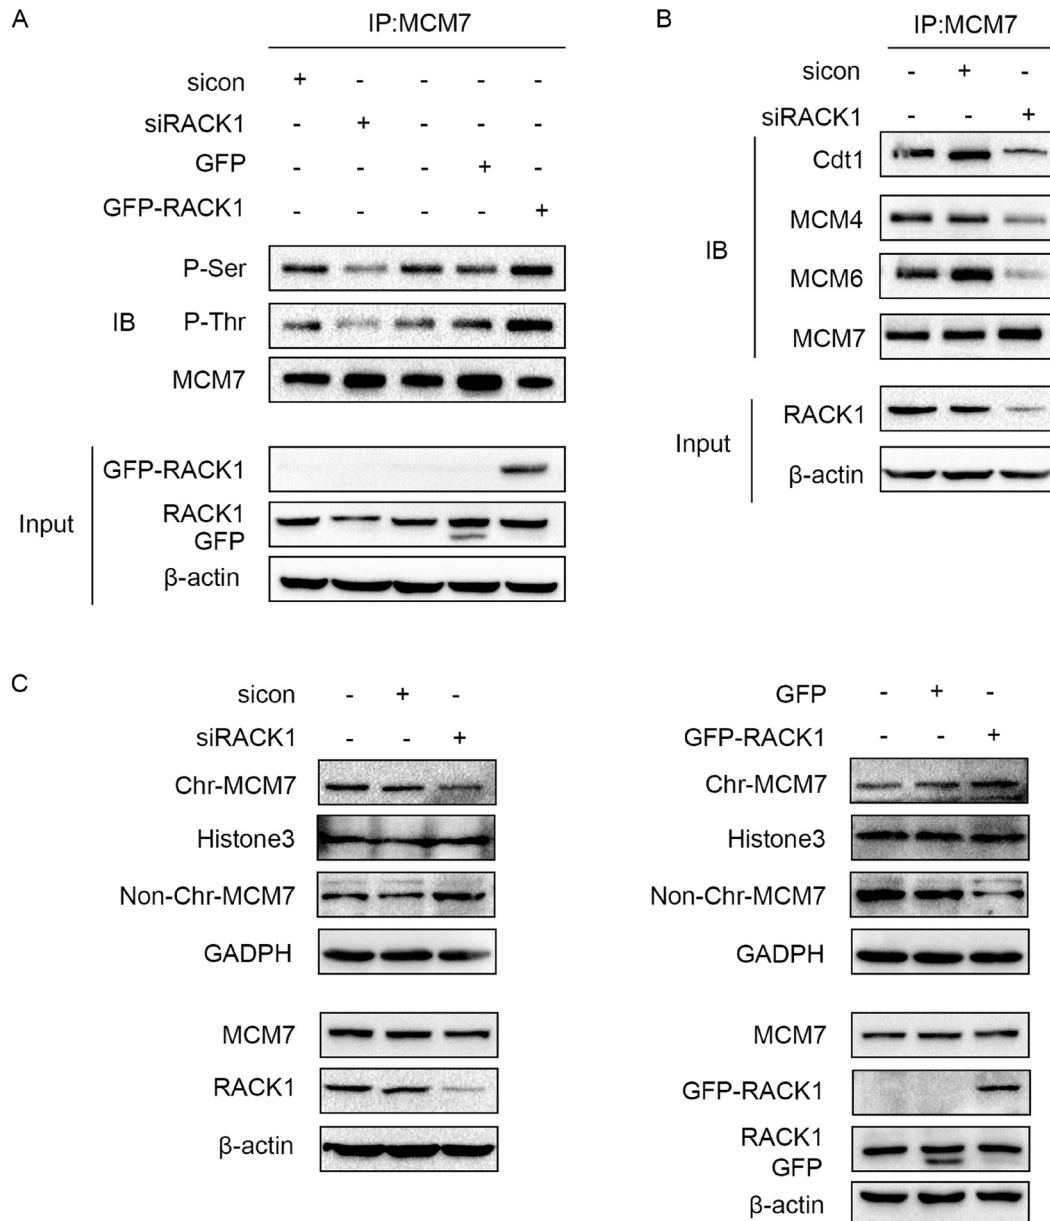 A
IP:MCM7
sicon + - - - -
siRACK1 - + - - -
GFP - - - + -
GFP-RACK1 - - - - +
P-Ser
IB P-Thr
MCM7
GFP-RACK1
Input RACK1
GFP
β-actin
B
IP:MCM7
sicon - + -
siRACK1 - - +
Cdt1
MCM4
IB
MCM6
MCM7
RACK1
Input
β-actin
C
sicon - + -
siRACK1 - - +
Chr-MCM7
Histone3
Non-Chr-MCM7
GADPH
MCM7
RACK1
β-actin
GFP - + -
GFP-RACK1 - - +
Chr-MCM7
Histone3
Non-Chr-MCM7
GADPH
MCM7
GFP-RACK1
RACK1
GFP
β-actin